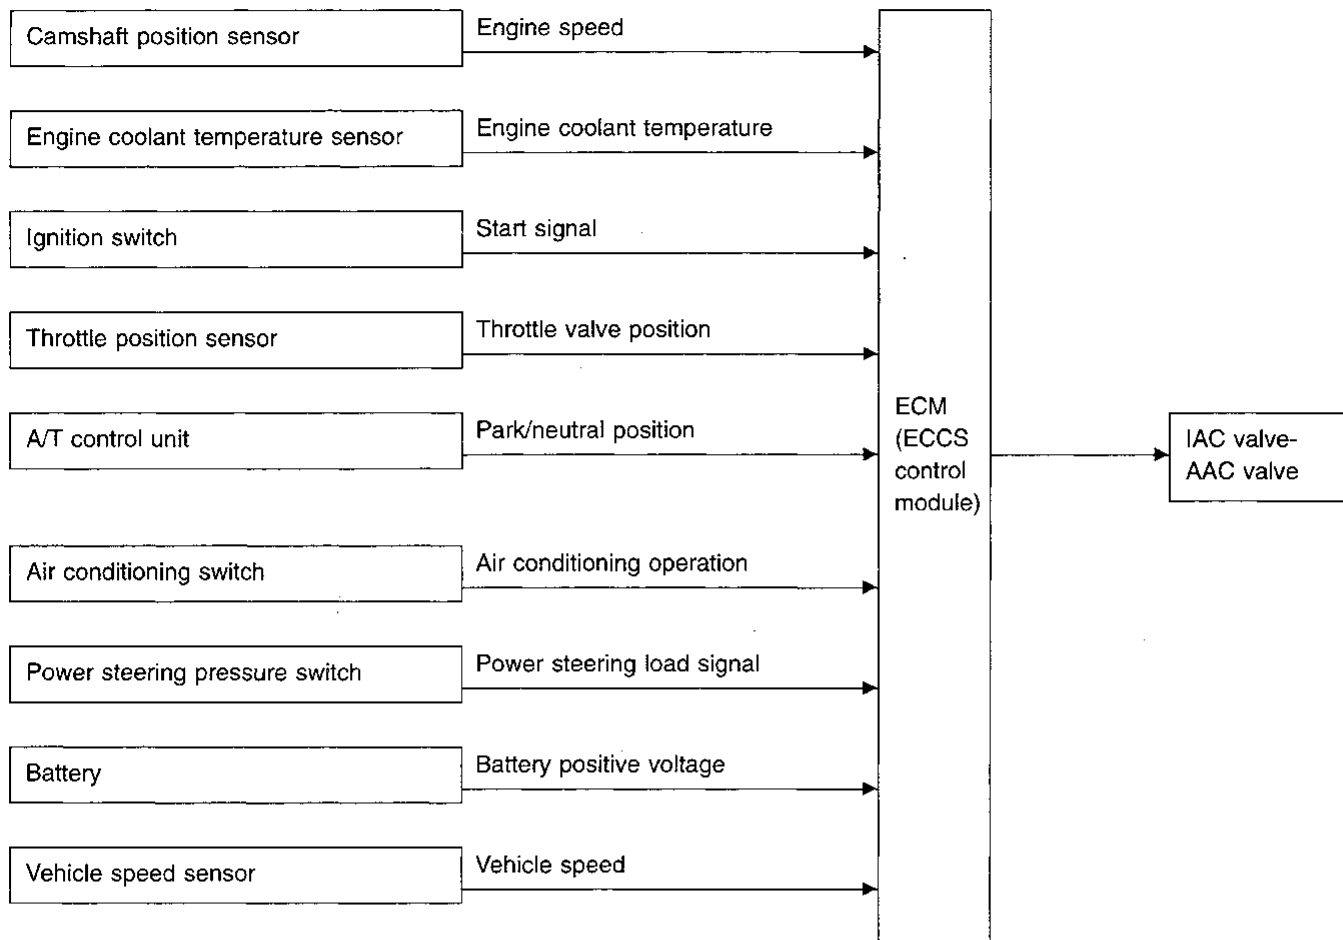 Camshaft position sensor
Engine speed
Engine coolant temperature sensor
Engine coolant temperature
Ignition switch
Start signal
Throttle position sensor
Throttle valve position
A/T control unit
Park/neutral position
Air conditioning switch
Air conditioning operation
Power steering pressure switch
Power steering load signal
Battery
Battery positive voltage
Vehicle speed sensor
Vehicle speed
ECM
(ECCS
control
module)
IAC valve-
AAC valve